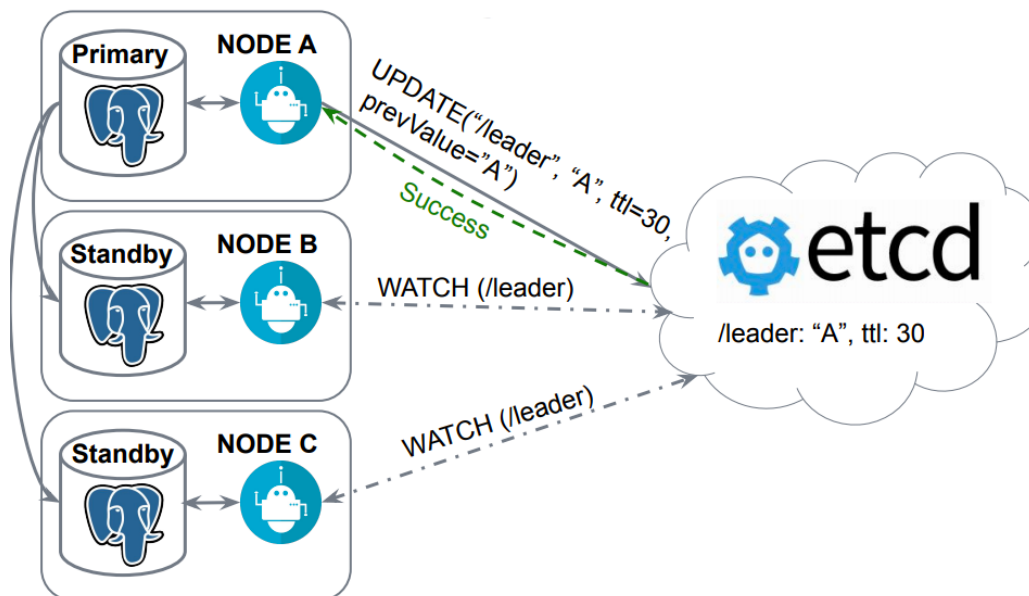 Primary
NODE A
UPDATE(“/leader”, “A”, ttl=30,
prevValue=”A”)
Success
Standby
NODE B
WATCH (/leader)
etcd
/leader: “A”, ttl: 30
Standby
NODE C
WATCH (/leader)